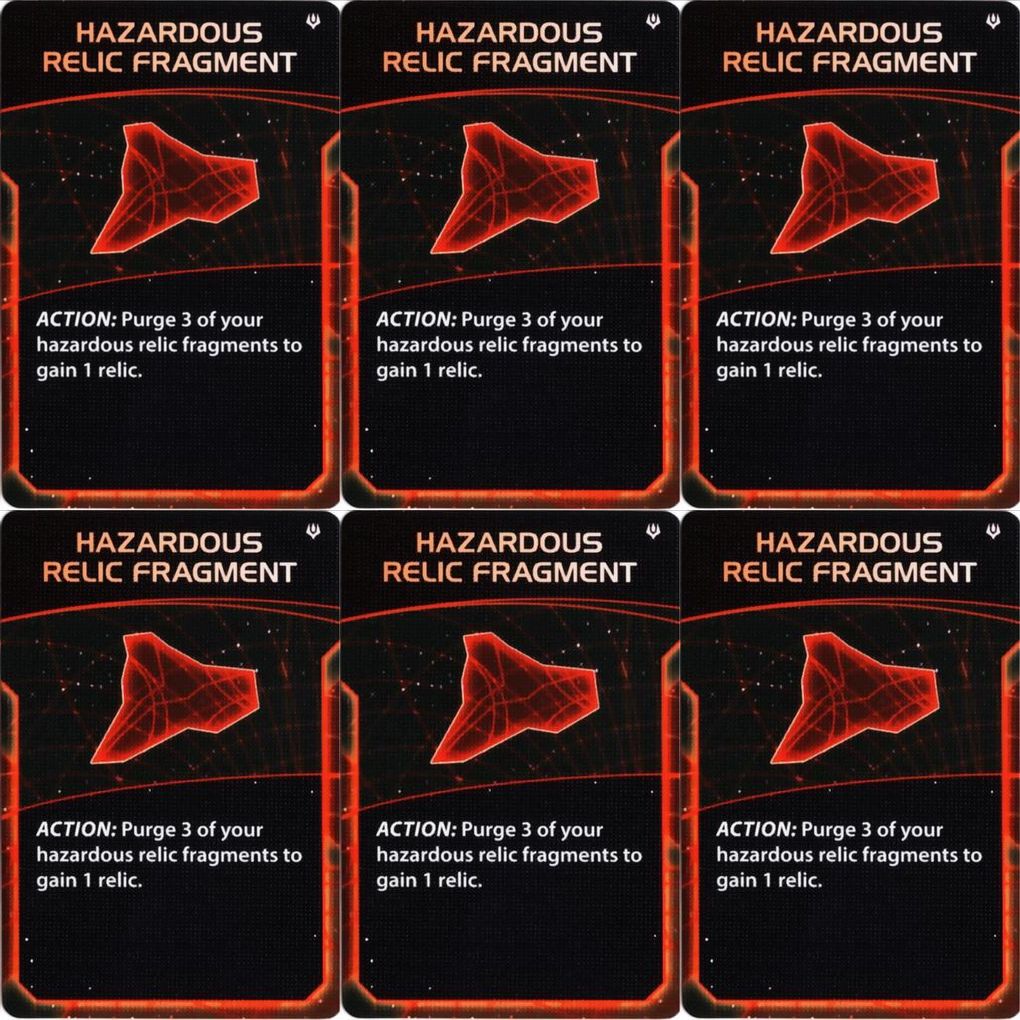 HAZARDOUS
RELIC FRAGMENT
ACTION: Purge 3 of your
hazardous relic fragments to
gain 1 relic.
HAZARDOUS
RELIC FRAGMENT
ACTION: Purge 3 of your
hazardous relic fragments to
gain 1 relic.
HAZARDOUS
RELIC FRAGMENT
ACTION: Purge 3 of your
hazardous relic fragments to
gain 1 relic.
HAZARDOUS
RELIC FRAGMENT
ACTION: Purge 3 of your
hazardous relic fragments to
gain 1 relic.
HAZARDOUS
RELIC FRAGMENT
ACTION: Purge 3 of your
hazardous relic fragments to
gain 1 relic.
HAZARDOUS
RELIC FRAGMENT
ACTION: Purge 3 of your
hazardous relic fragments to
gain 1 relic.